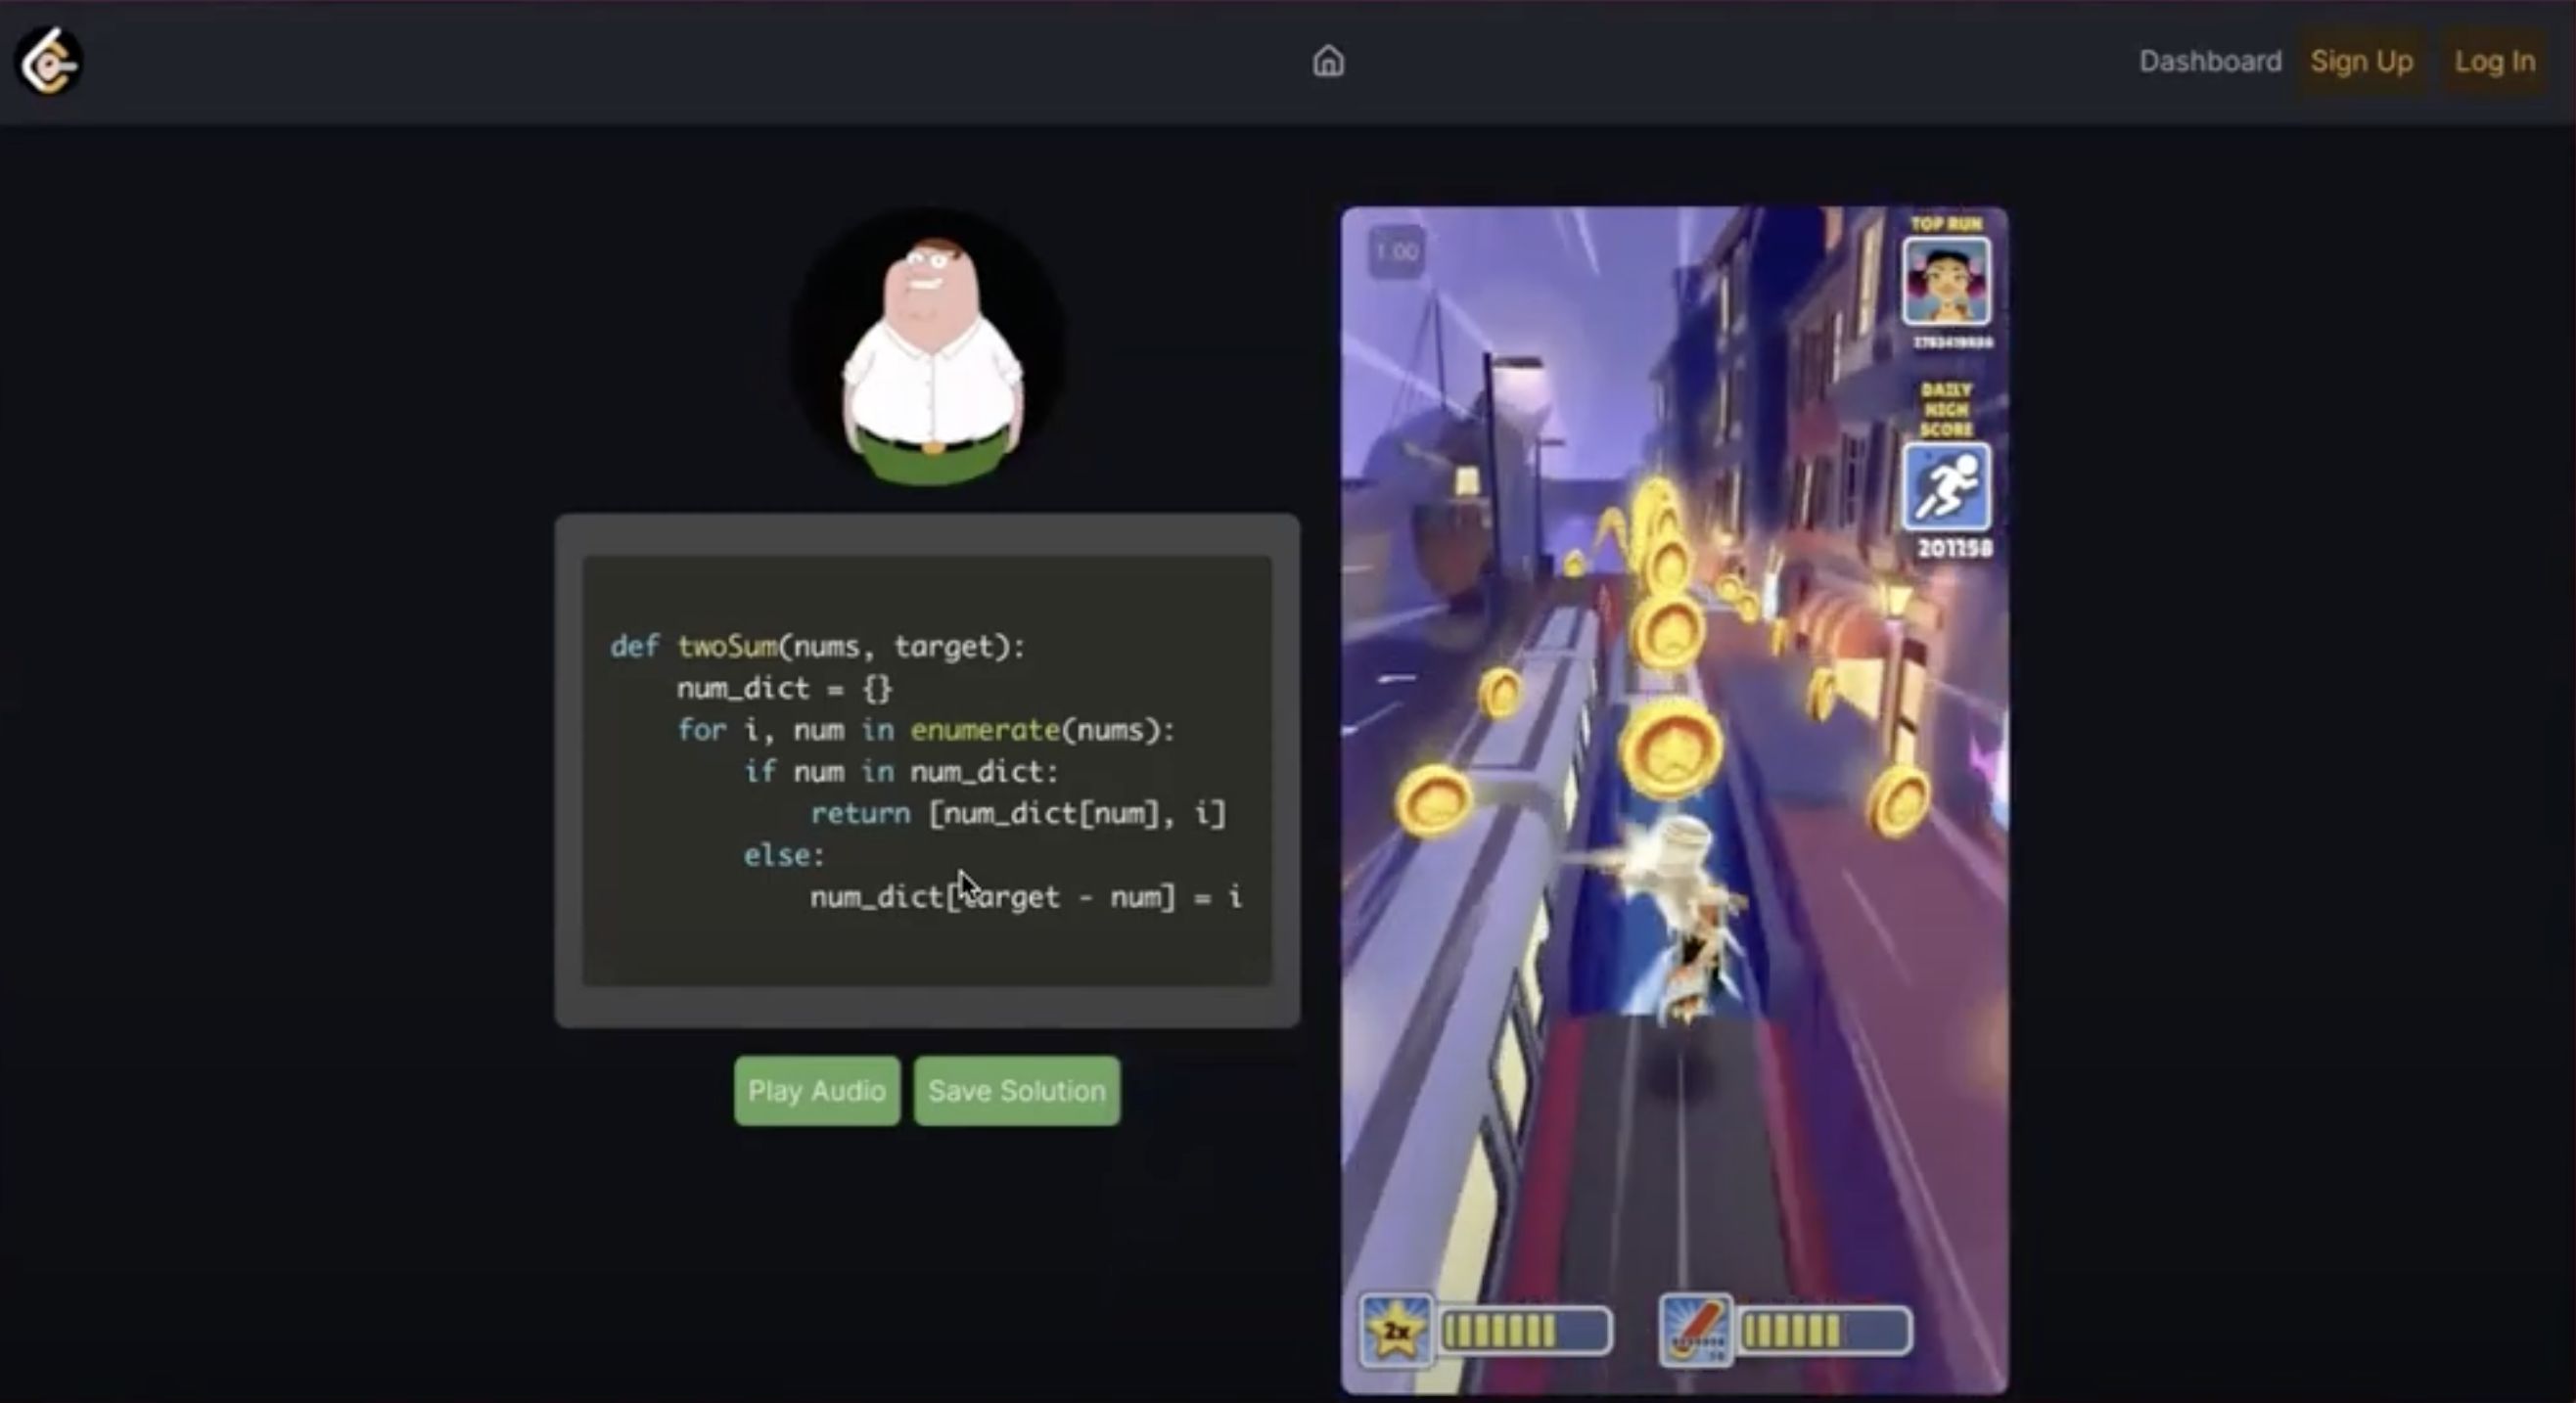 Dashboard Sign Up Log In
def twoSum(nums, target):
num_dict = {}
for i, num in enumerate(nums):
if num in num_dict:
return [num_dict[num], i]
else:
num_dict[target - num] = i
Play Audio Save Solution
1.00
TOP RUN
DAILY
HIGH
SCORE
201258
2x